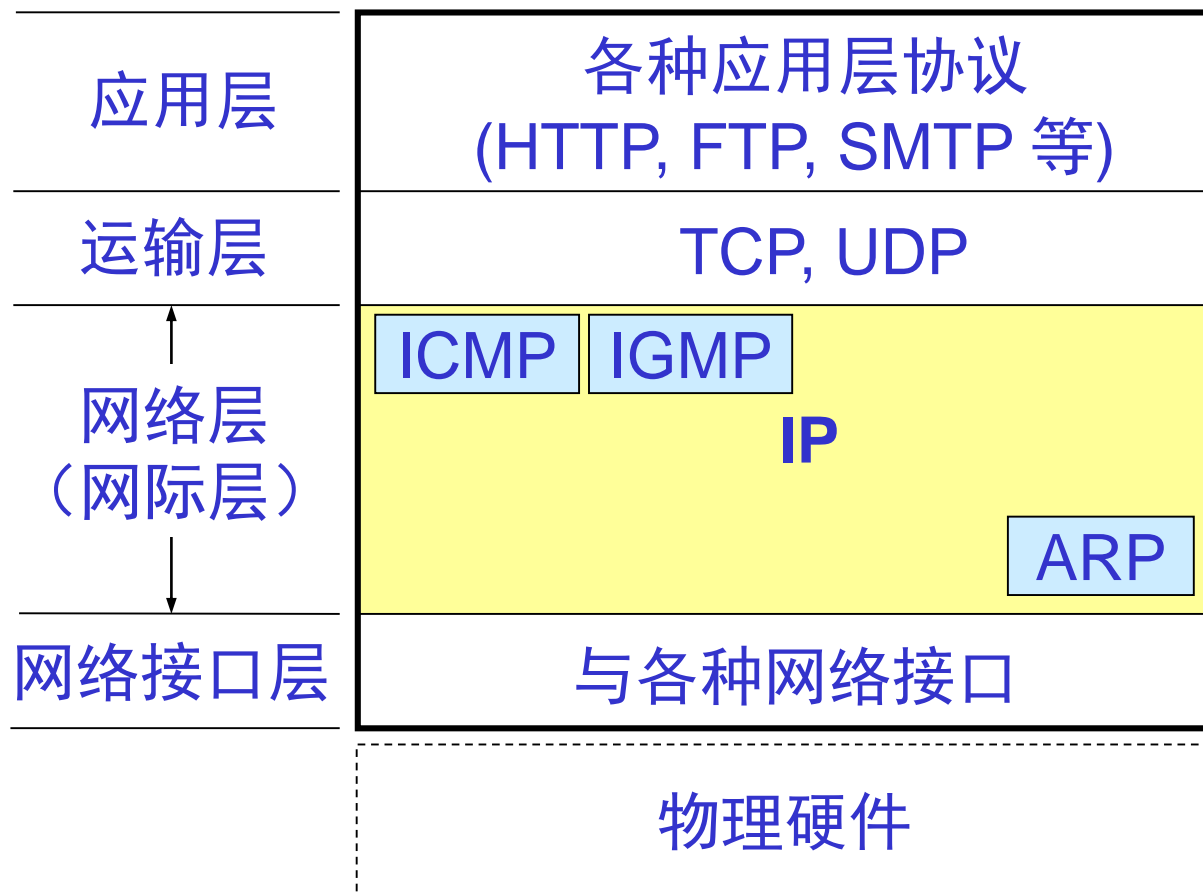 应用层
各种应用层协议
(HTTP, FTP, SMTP 等)
运输层
TCP, UDP
网络层
（网际层）
ICMP
IGMP
IP
ARP
网络接口层
与各种网络接口
物理硬件